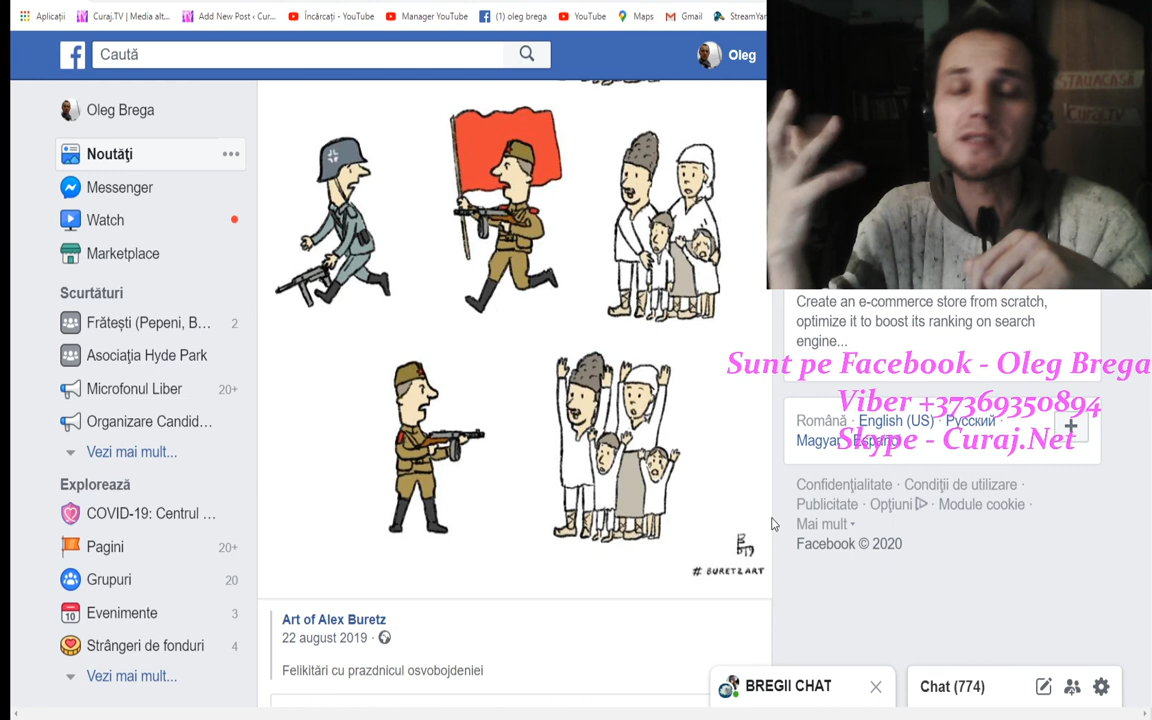 Aplicații
Curaj.TV | Media alt...
Add New Post ‹ Cur...
Încărcați - YouTube
Manager YouTube
(1) oleg brega
YouTube
Maps
Gmail
StreamYar
Caută
Oleg
STAUACASĂ
Curaj.TV
Oleg Brega
Noutăți
Messenger
Watch
Marketplace
Scurtături
Frătești (Pepeni, B... 2
Asociația Hyde Park
Microfonul Liber 20+
Organizare Candid...
Vezi mai mult...
Explorează
COVID-19: Centrul ...
Pagini 20+
Grupuri 20
Evenimente 3
Strângeri de fonduri 4
Vezi mai mult...
# BURETZART
Art of Alex Buretz
22 august 2019 ·
Felikitări cu prazdnicul osvobojdeniei
Create an e-commerce store from scratch,
optimize it to boost its ranking on search
engine...
Sunt pe Facebook - Oleg Brega
Viber +37369350894
Skype - Curaj.Net
Română · English (US) · Русский ·
Magyar · Español
Confidențialitate · Condiții de utilizare ·
Publicitate · Opțiuni · Module cookie ·
Mai mult
Facebook © 2020
BREGII CHAT
Chat (774)